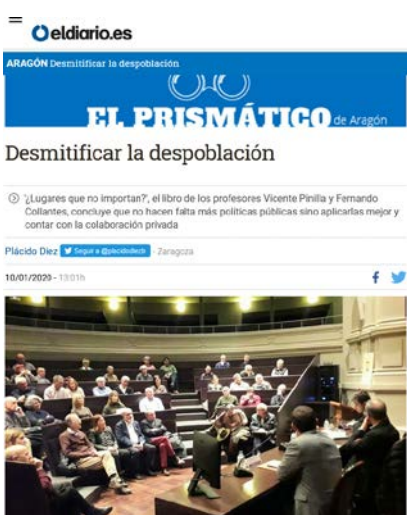 eldiario.es
ARAGÓN Desmitificar la despoblación
EL PRISMÁTICO de Aragón
Desmitificar la despoblación
'¿Lugares que no importan?', el libro de los profesores Vicente Pinilla y Fernando
Collantes, concluye que no hacen falta más políticas públicas sino aplicarlas mejor y
contar con la colaboración privada
Plácido Díez Seguir a @placidodiezb - Zaragoza
10/01/2020 - 13:01h